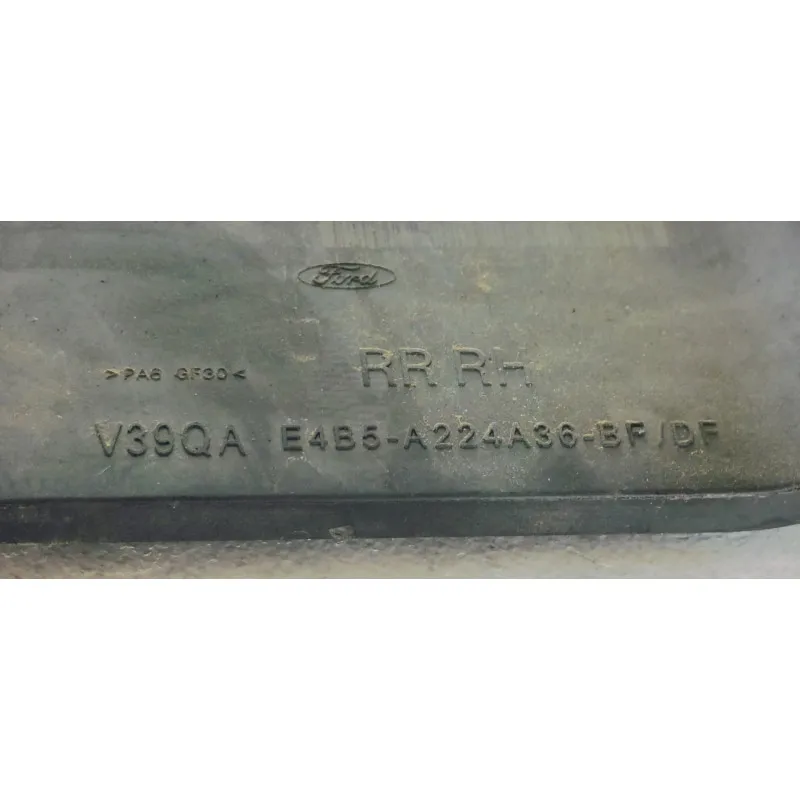 Ford
RR RH
>PA6 GF30<
V39QA E4B5-A224A36-BF/DF